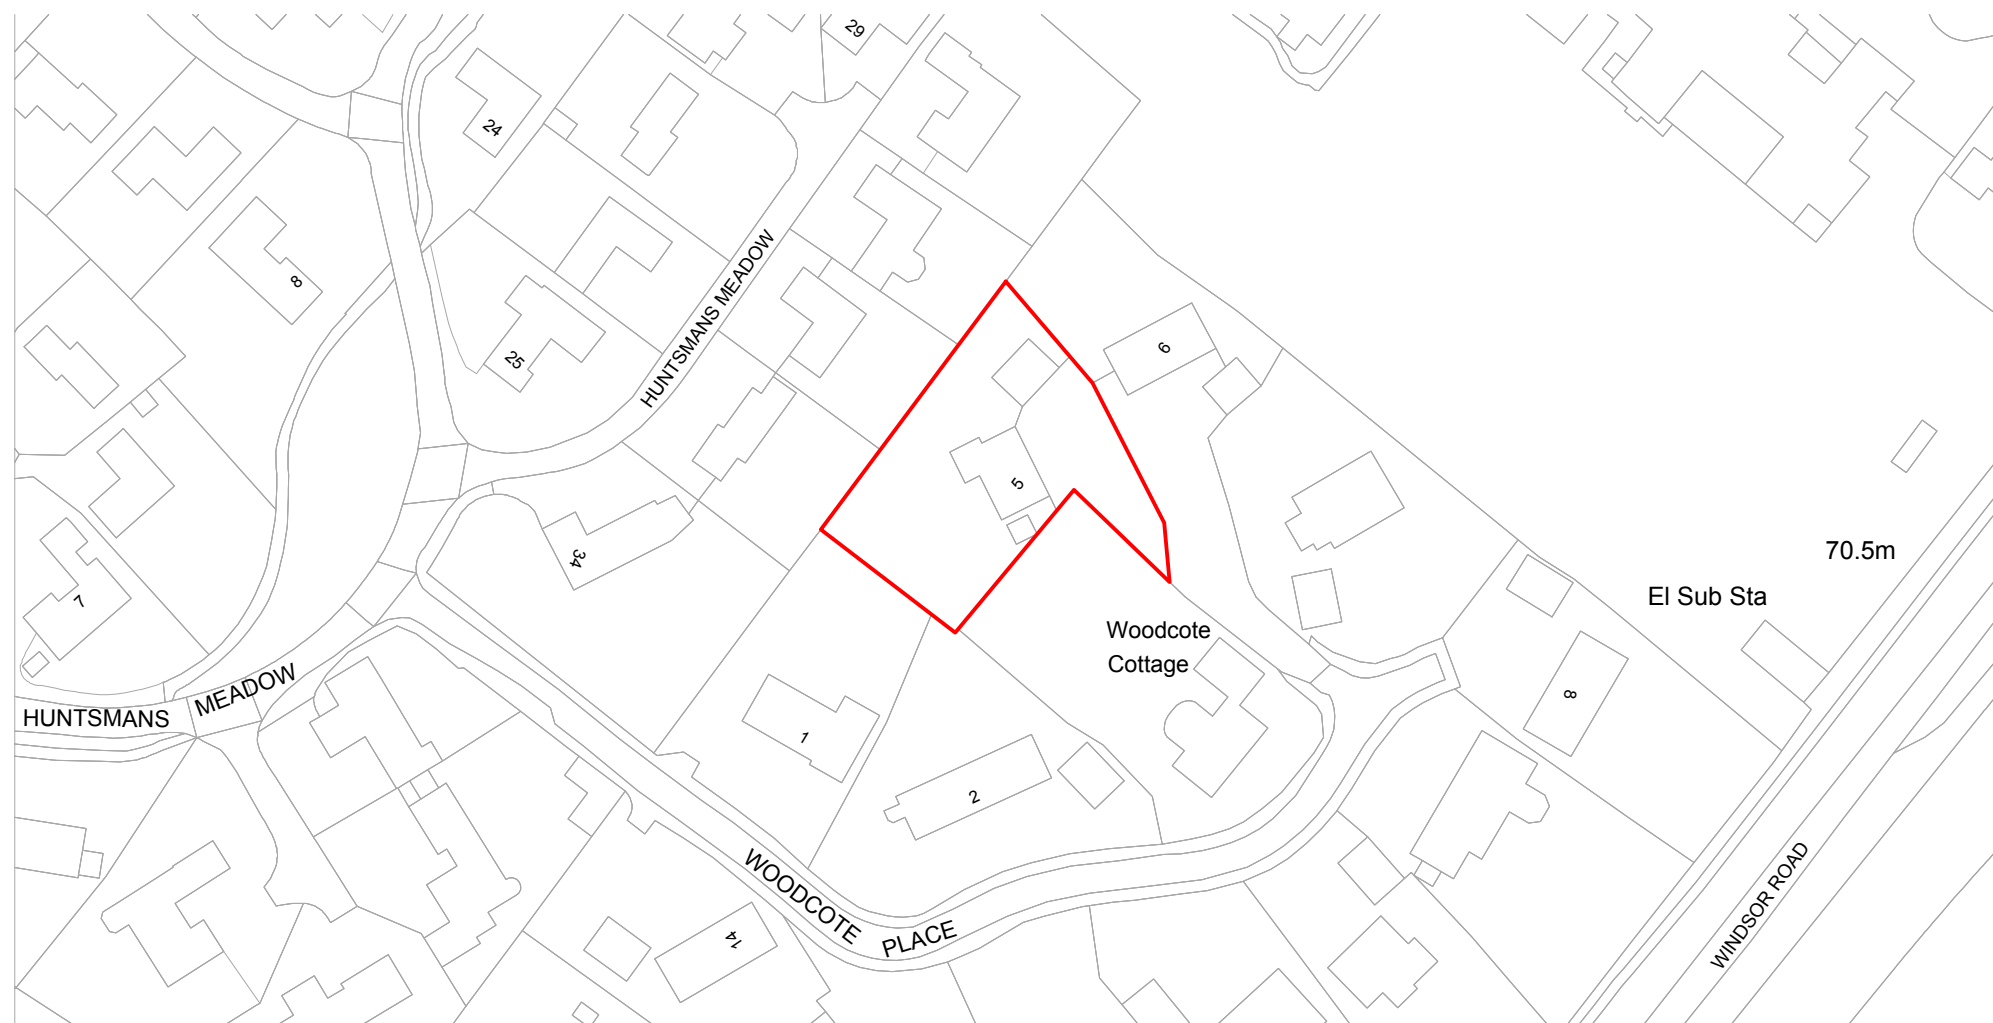 29
24
8
HUNTSMANS MEADOW
25
6
5
34
7
70.5m
El Sub Sta
Woodcote
Cottage
HUNTSMANS MEADOW
8
1
2
WOODCOTE PLACE
14
WINDSOR ROAD